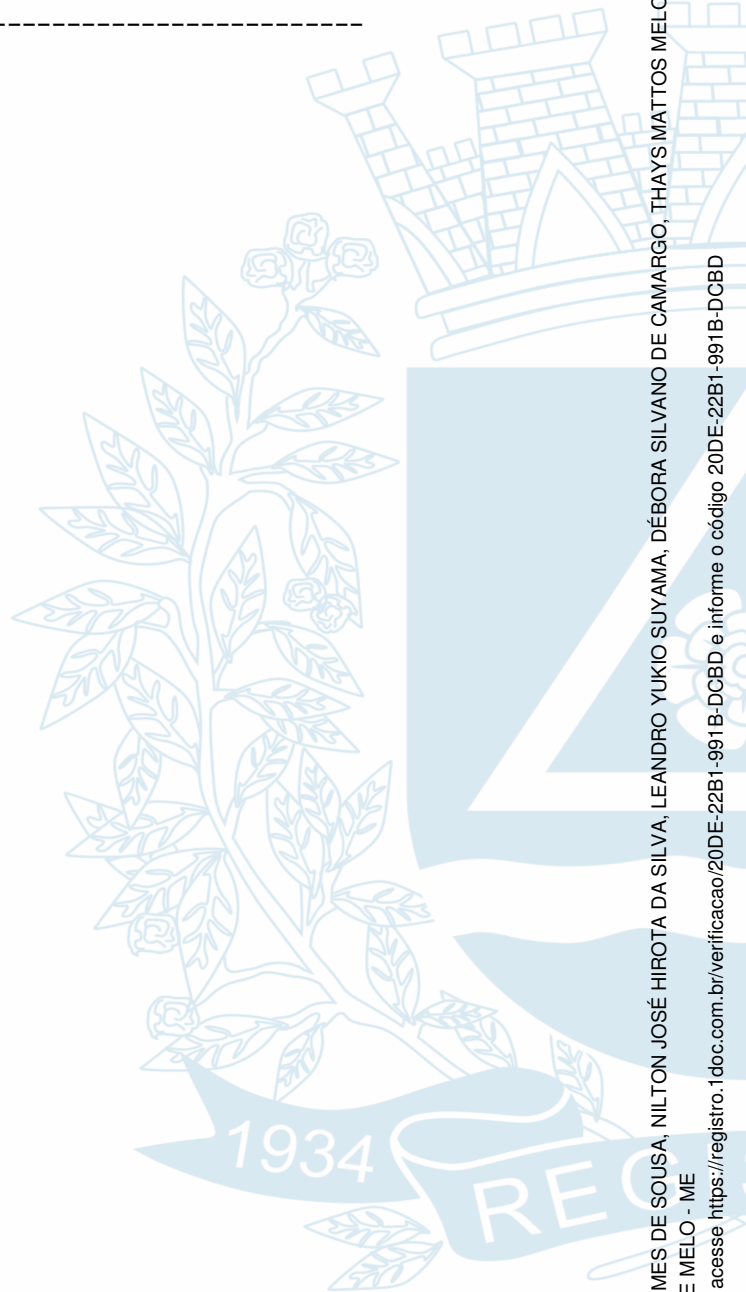 --------------------------
MES DE SOUSA, NILTON JOSÉ HIROTA DA SILVA, LEANDRO YUKIO SUYAMA, DÉBORA SILVANO DE CAMARGO, THAYS MATTOS MELO
E MELO - ME
acesse https://registro.1doc.com.br/verificacao/20DE-22B1-991B-DCBD e informe o código 20DE-22B1-991B-DCBD
1934
REGI